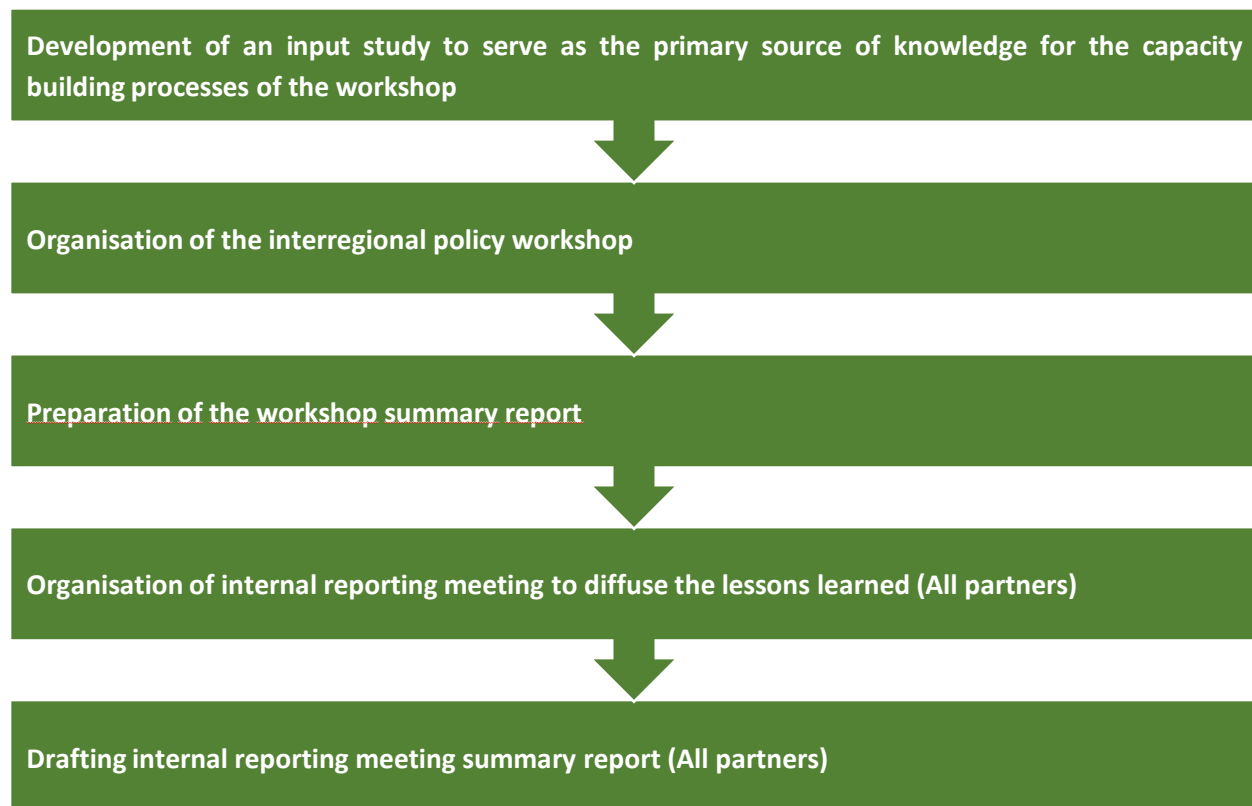 Development of an input study to serve as the primary source of knowledge for the capacity
building processes of the workshop
Organisation of the interregional policy workshop
Preparation of the workshop summary report
Organisation of internal reporting meeting to diffuse the lessons learned (All partners)
Drafting internal reporting meeting summary report (All partners)